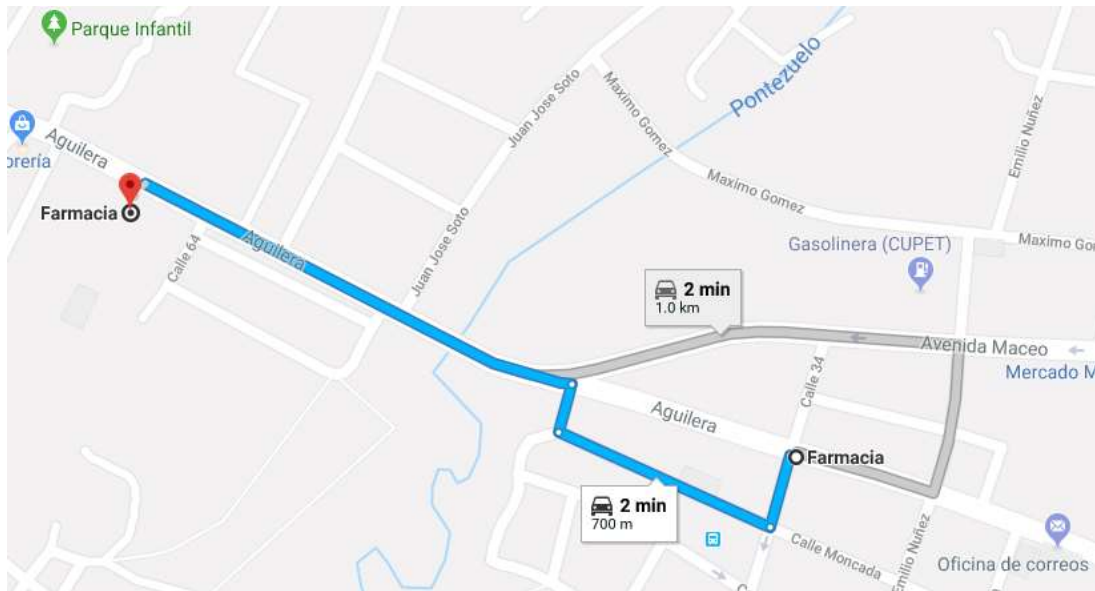 Parque Infantil
Aguilera
orería
Farmacia
Calle 64
Aguilera
Juan Jose Soto
Juan Jose Soto
Maximo Gomez
Pontezuelo
Maximo Gomez
Emilio Nuñez
Maximo Go
Gasolinera (CUPET)
2 min
1.0 km
Avenida Maceo
Mercado M
Calle 34
Aguilera
Farmacia
2 min
700 m
Calle Moncada
Emilio Nuñez
Oficina de correos
C